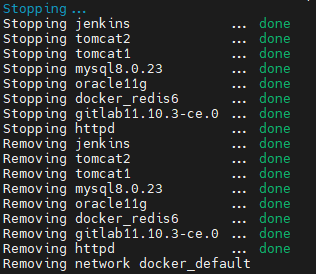 Stopping...
Stopping jenkins ... done
Stopping tomcat2 ... done
Stopping tomcat1 ... done
Stopping mysql8.0.23 ... done
Stopping oracle11g ... done
Stopping docker_redis6 ... done
Stopping gitlab11.10.3-ce.0 ... done
Stopping httpd ... done
Removing jenkins ... done
Removing tomcat2 ... done
Removing tomcat1 ... done
Removing mysql8.0.23 ... done
Removing oracle11g ... done
Removing docker_redis6 ... done
Removing gitlab11.10.3-ce.0 ... done
Removing httpd ... done
Removing network docker_default